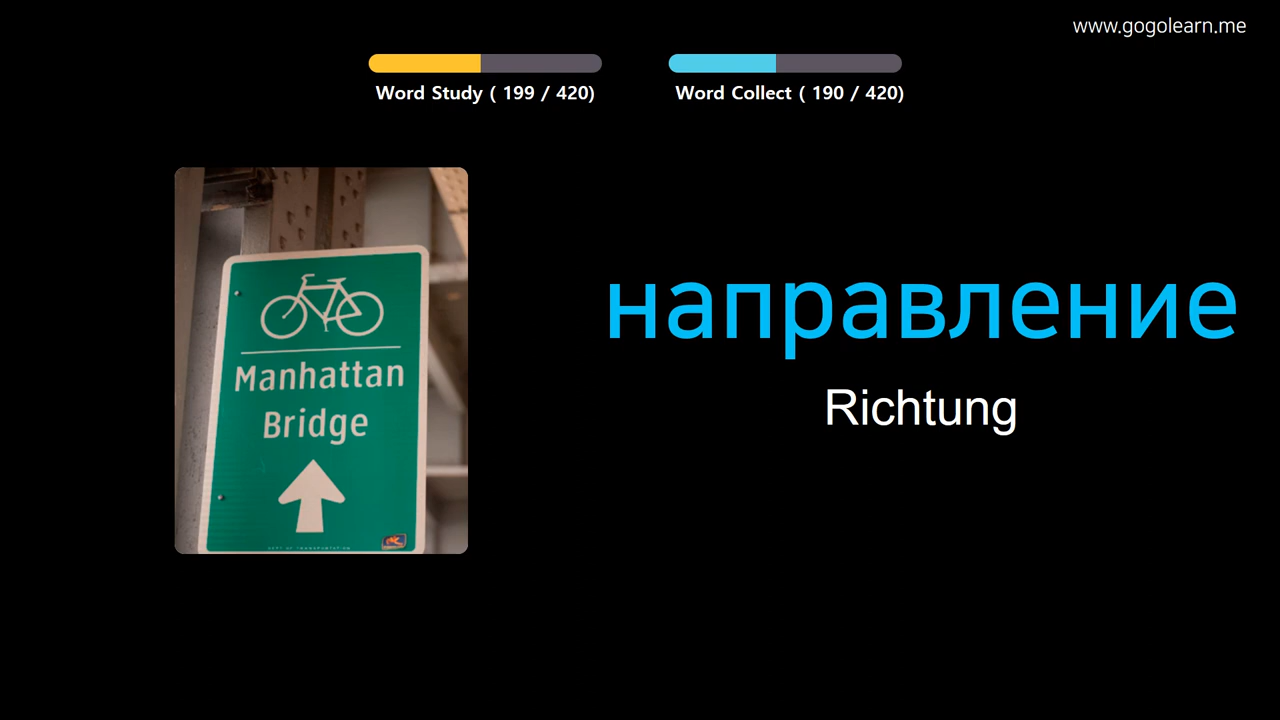 www.gogolearn.me
Word Study ( 199 / 420)
Word Collect ( 190 / 420)
Manhattan
Bridge
направление
Richtung